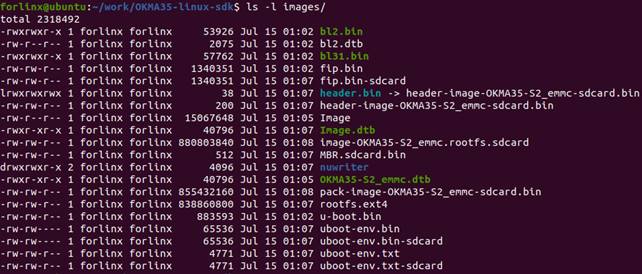 forlinx@ubuntu:~/work/OKMA35-linux-sdk$ ls -l images/
total 2318492
-rwxrwxr-x 1 forlinx forlinx 53926 Jul 15 01:02 bl2.bin
-rw-r--r-- 1 forlinx forlinx 2075 Jul 15 01:02 bl2.dtb
-rwxrwxr-x 1 forlinx forlinx 57762 Jul 15 01:02 bl31.bin
-rw-rw-r-- 1 forlinx forlinx 1340351 Jul 15 01:02 fip.bin
-rw-rw-r-- 1 forlinx forlinx 1340351 Jul 15 01:07 fip.bin-sdcard
lrwxrwxrwx 1 forlinx forlinx 38 Jul 15 01:07 header.bin -> header-image-OKMA35-S2_emmc-sdcard.bin
-rw-rw-r-- 1 forlinx forlinx 200 Jul 15 01:07 header-image-OKMA35-S2_emmc-sdcard.bin
-rw-r--r-- 1 forlinx forlinx 15067648 Jul 15 01:05 Image
-rwxr-xr-x 1 forlinx forlinx 40796 Jul 15 01:07 Image.dtb
-rw-rw-r-- 1 forlinx forlinx 880803840 Jul 15 01:08 image-OKMA35-S2_emmc.rootfs.sdcard
-rw-rw-r-- 1 forlinx forlinx 512 Jul 15 01:07 MBR.sdcard.bin
drwxrwxr-x 2 forlinx forlinx 4096 Jul 15 01:07 nuwriter
-rwxr-xr-x 1 forlinx forlinx 40796 Jul 15 01:05 OKMA35-S2_emmc.dtb
-rw-rw-r-- 1 forlinx forlinx 855432160 Jul 15 01:08 pack-image-OKMA35-S2_emmc-sdcard.bin
-rw-rw-r-- 1 forlinx forlinx 838860800 Jul 15 01:07 rootfs.ext4
-rw-rw-r-- 1 forlinx forlinx 883593 Jul 15 01:02 u-boot.bin
-rw-rw---- 1 forlinx forlinx 65536 Jul 15 01:07 uboot-env.bin
-rw-rw---- 1 forlinx forlinx 65536 Jul 15 01:07 uboot-env.bin-sdcard
-rw-rw-r-- 1 forlinx forlinx 4771 Jul 15 01:07 uboot-env.txt
-rw-rw-r-- 1 forlinx forlinx 4771 Jul 15 01:07 uboot-env.txt-sdcard